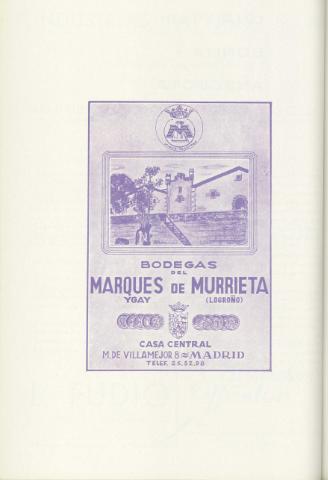 BODEGAS
DEL
MARQUES DE MURRIETA
YGAY (LOGROÑO)
CASA CENTRAL
M. DE VILLAMEJOR 8 MADRID
TELEF. 25.52.98